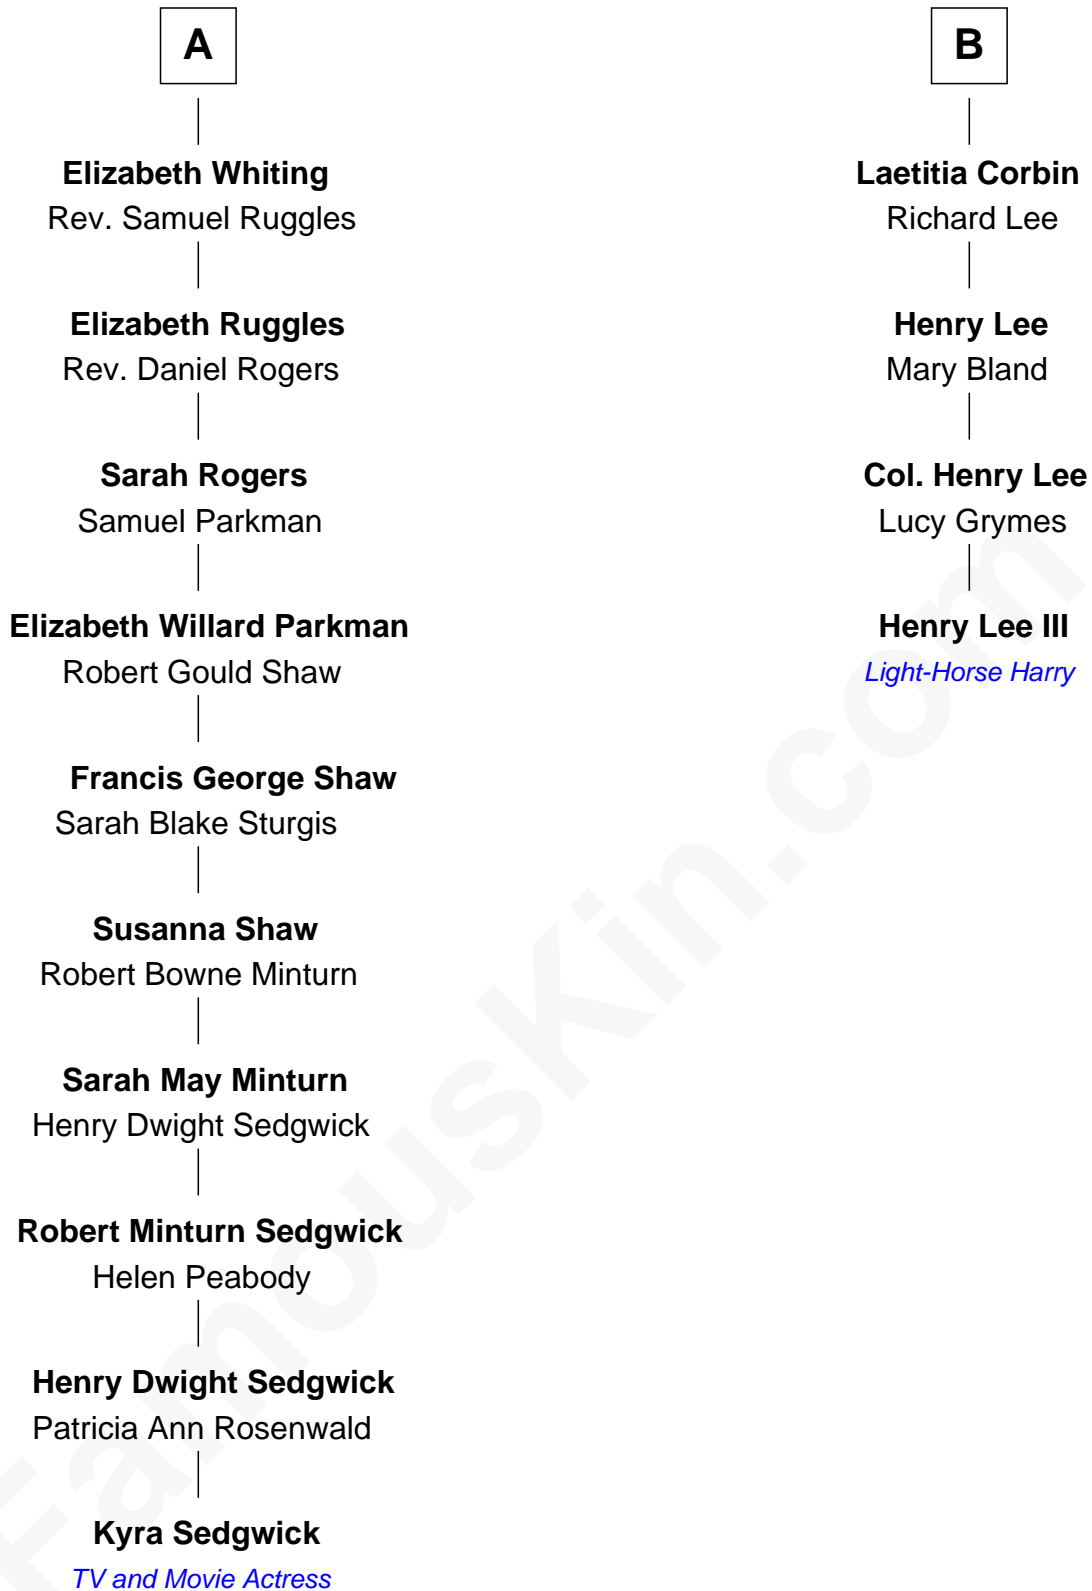 A
Elizabeth Whiting
Rev. Samuel Ruggles
Elizabeth Ruggles
Rev. Daniel Rogers
Sarah Rogers
Samuel Parkman
Elizabeth Willard Parkman
Robert Gould Shaw
Francis George Shaw
Sarah Blake Sturgis
Susanna Shaw
Robert Bowne Minturn
Sarah May Minturn
Henry Dwight Sedgwick
Robert Minturn Sedgwick
Helen Peabody
Henry Dwight Sedgwick
Patricia Ann Rosenwald
Kyra Sedgwick
TV and Movie Actress
B
Laetitia Corbin
Richard Lee
Henry Lee
Mary Bland
Col. Henry Lee
Lucy Grymes
Henry Lee III
Light-Horse Harry
FamousKin.com